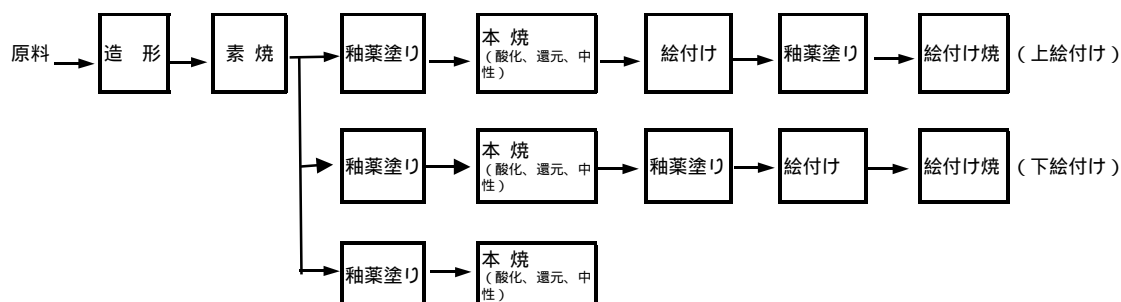 原料
造 形
素 焼
釉薬塗り
本 焼
(酸化、還元、中
性)
絵付け
釉薬塗り
絵付け焼
(上絵付け)
釉薬塗り
本 焼
(酸化、還元、中
性)
釉薬塗り
絵付け
絵付け焼
(下絵付け)
釉薬塗り
本 焼
(酸化、還元、中
性)